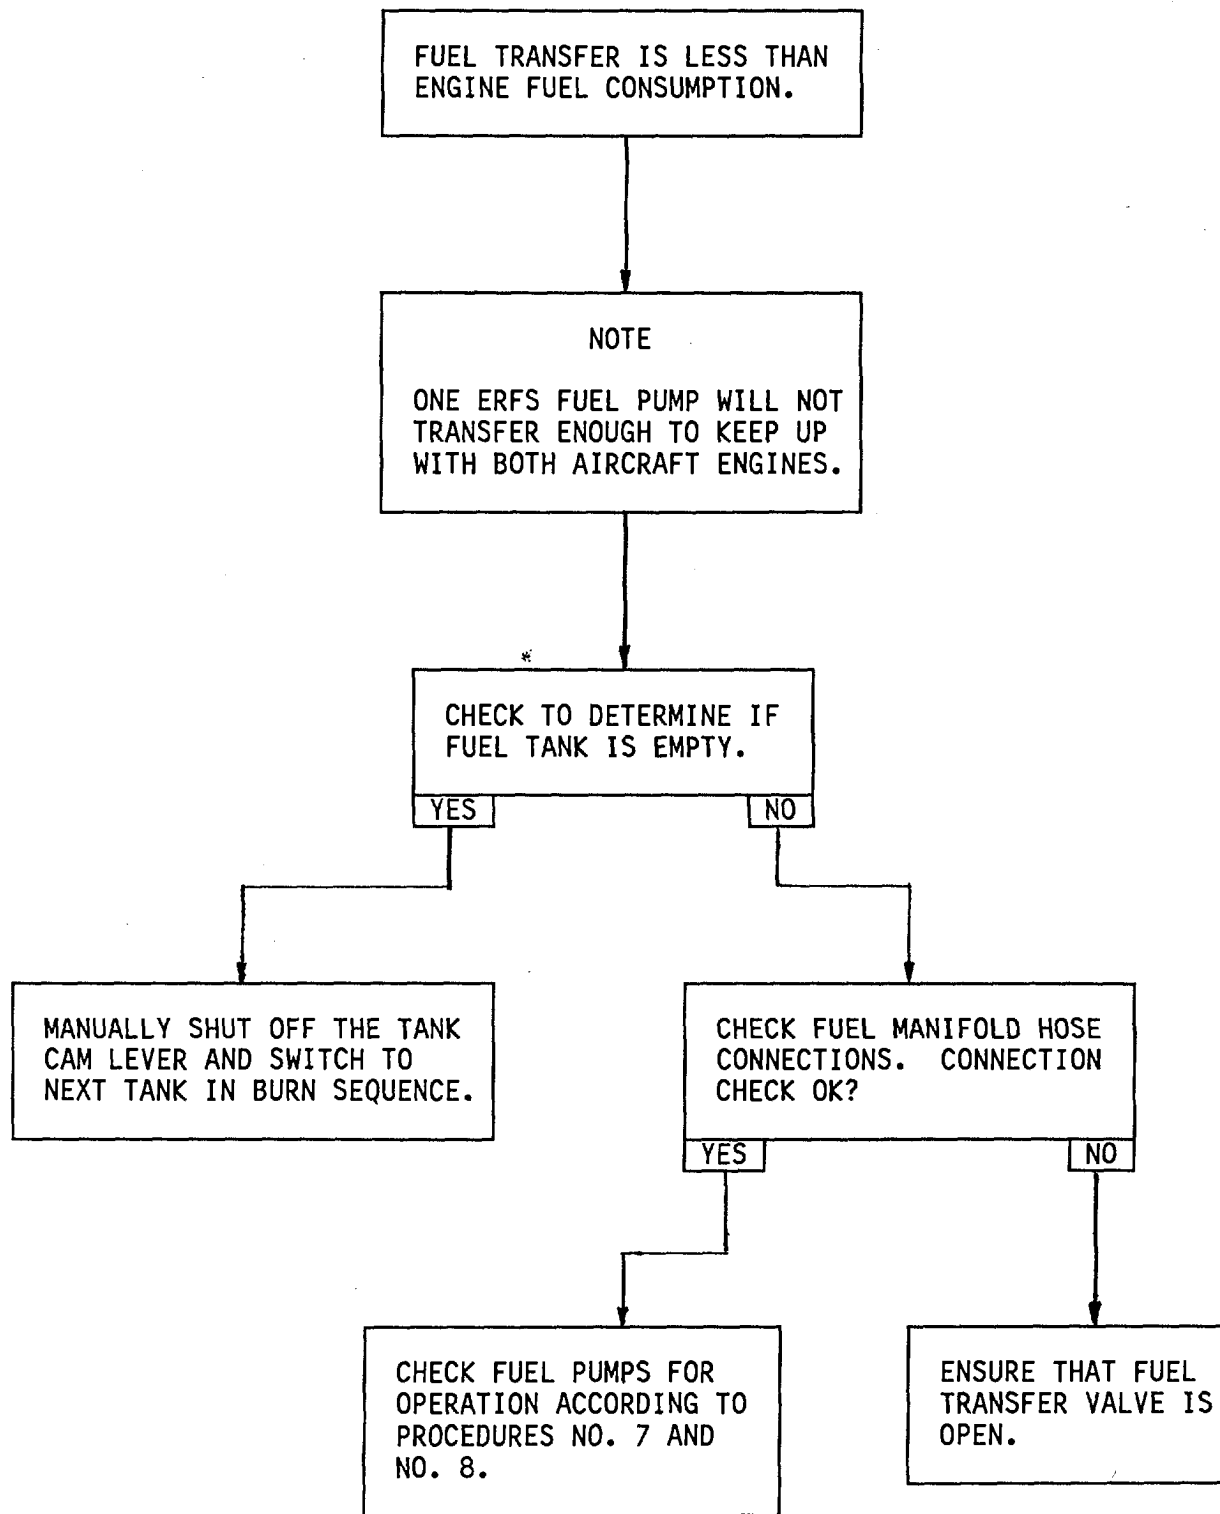 FUEL TRANSFER IS LESS THAN
ENGINE FUEL CONSUMPTION.
NOTE
ONE ERFS FUEL PUMP WILL NOT
TRANSFER ENOUGH TO KEEP UP
WITH BOTH AIRCRAFT ENGINES.
CHECK TO DETERMINE IF
FUEL TANK IS EMPTY.
YES
NO
MANUALLY SHUT OFF THE TANK
CAM LEVER AND SWITCH TO
NEXT TANK IN BURN SEQUENCE.
CHECK FUEL MANIFOLD HOSE
CONNECTIONS. CONNECTION
CHECK OK?
YES
NO
CHECK FUEL PUMPS FOR
OPERATION ACCORDING TO
PROCEDURES NO. 7 AND
NO. 8.
ENSURE THAT FUEL
TRANSFER VALVE IS
OPEN.